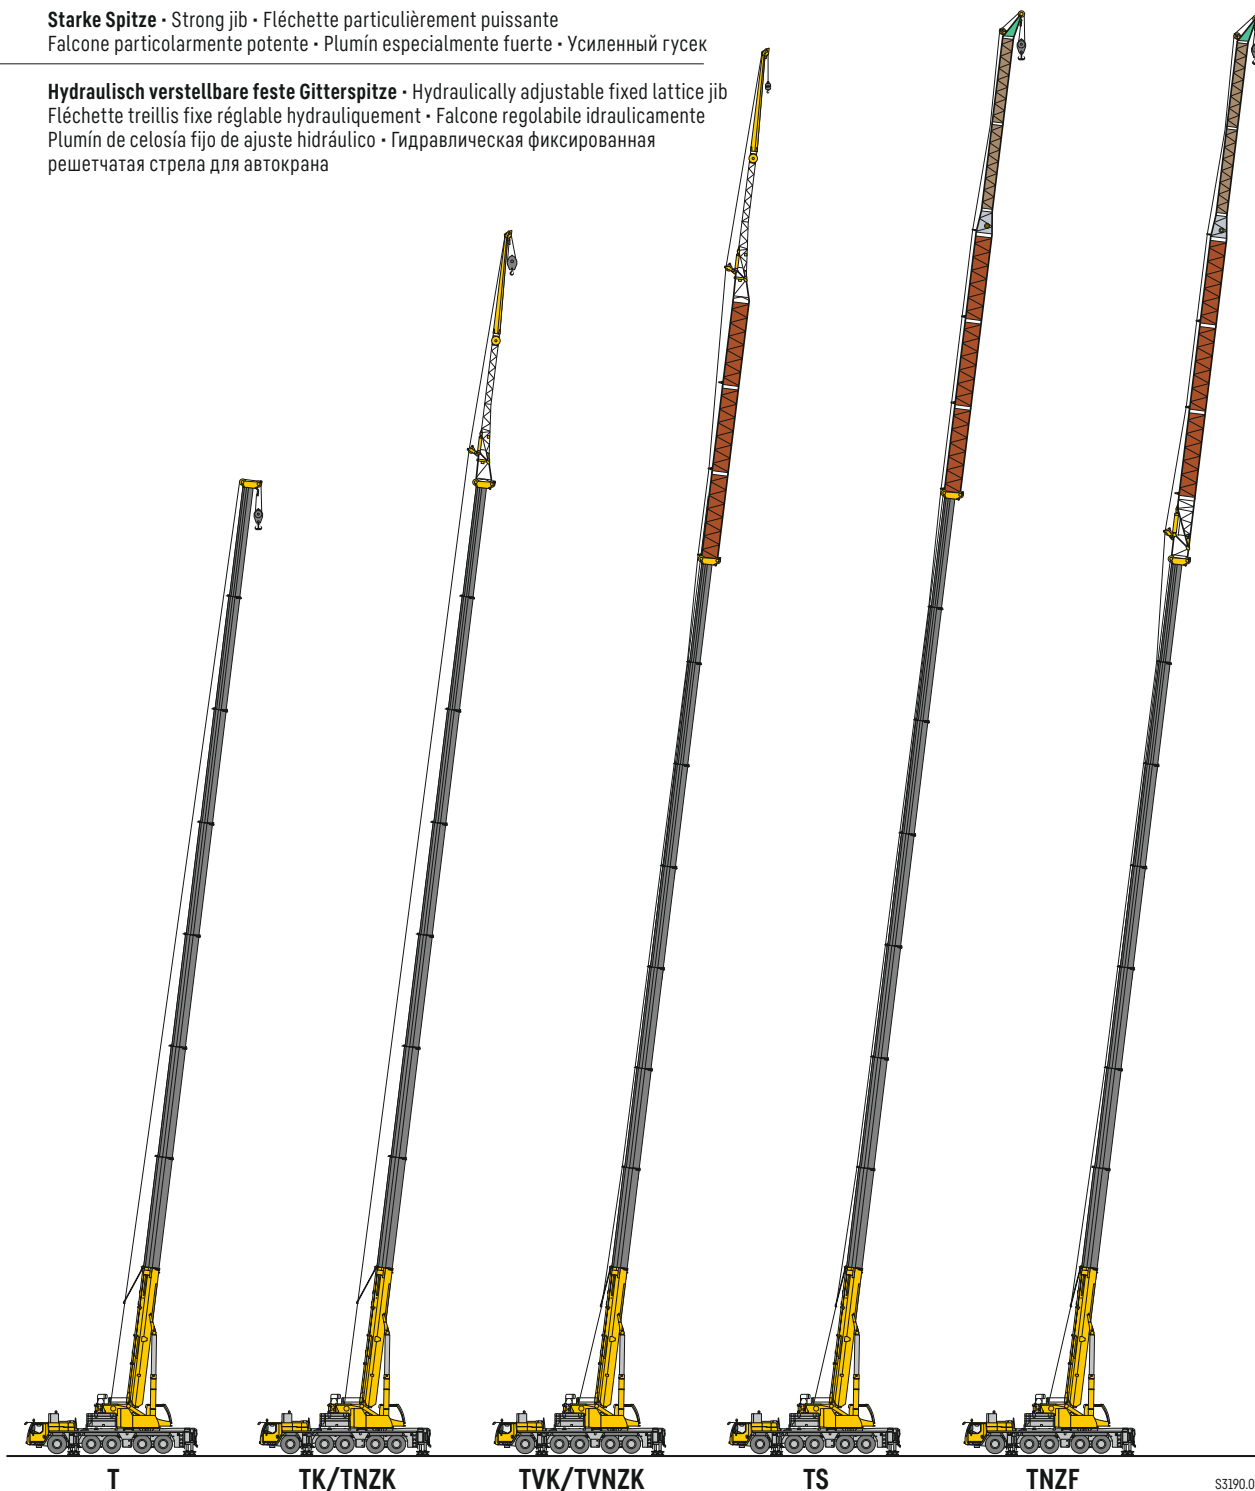 Starke Spitze • Strong jib • Fléchette particulièrement puissante
Falcone particolarmente potente • Plumín especialmente fuerte • Усиленный гусек
Hydraulisch verstellbare feste Gitterspitze • Hydraulically adjustable fixed lattice jib
Fléchette treillis fixe réglable hydrauliquement • Falcone regolabile idraulicamente
Plumín de celosía fijo de ajuste hidráulico • Гидравлическая фиксированная
решетчатая стрела для автокрана
T TK/TNZK TVK/TVNZK TS TNZF
S3190.0